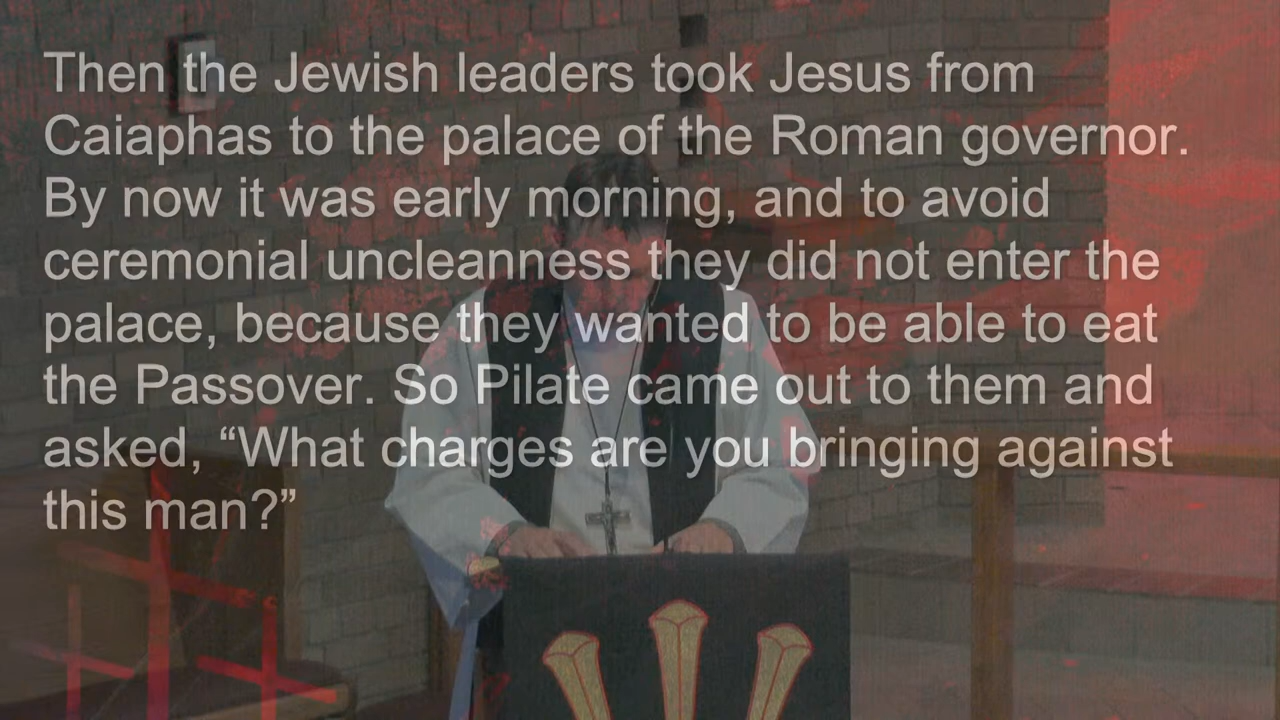 Then the Jewish leaders took Jesus from
Caiaphas to the palace of the Roman governor.
By now it was early morning, and to avoid
ceremonial uncleanness they did not enter the
palace, because they wanted to be able to eat
the Passover. So Pilate came out to them and
asked, “What charges are you bringing against
this man?”